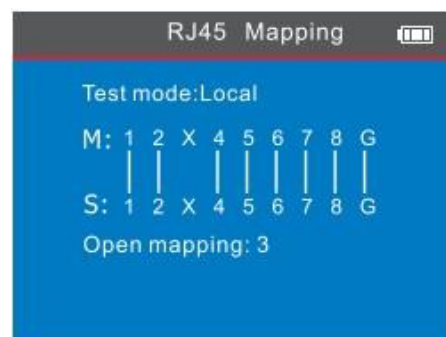 RJ45 Mapping
Test mode:Local
M: 1 2 X 4 5 6 7 8 G
S: 1 2 X 4 5 6 7 8 G
Open mapping: 3